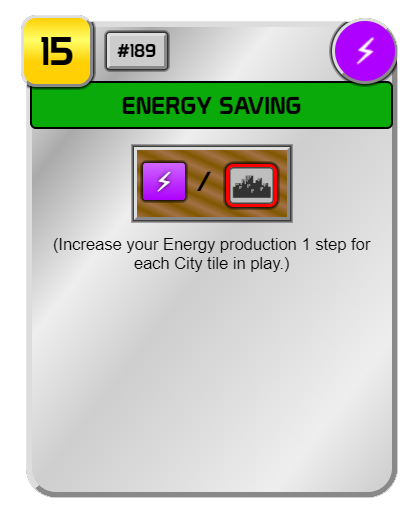 15
#189
ENERGY SAVING
/
(Increase your Energy production 1 step for
each City tile in play.)